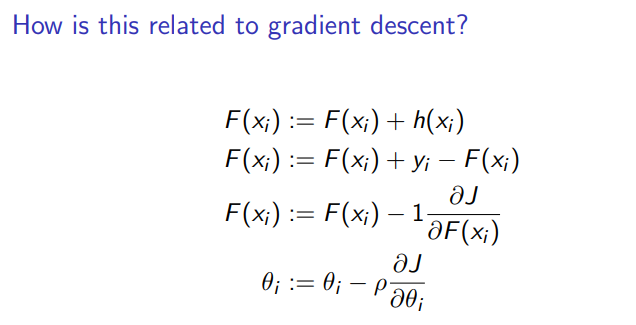 How is this related to gradient descent?
F(xᵢ) := F(xᵢ) + h(xᵢ)
F(xᵢ) := F(xᵢ) + yᵢ − F(xᵢ)
F(xᵢ) := F(xᵢ) − 1 ∂J/∂F(xᵢ)
θᵢ := θᵢ − ρ ∂J/∂θᵢ